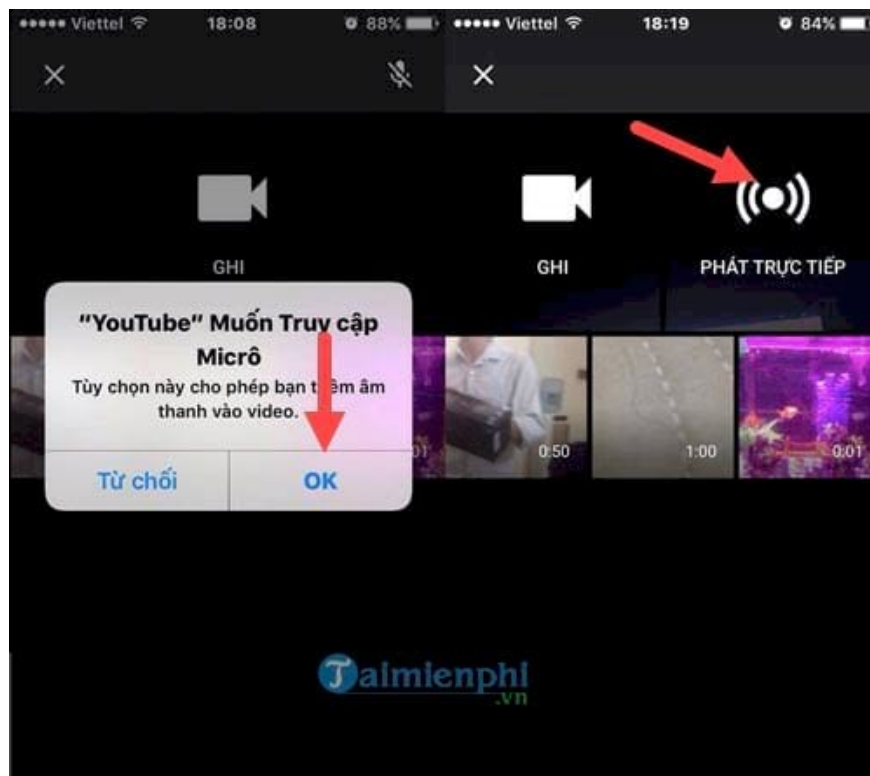 Viettel 18:08 88%
GHI
"YouTube" Muốn Truy cập
Micrô
Tùy chọn này cho phép bạn thêm âm
thanh vào video.
Từ chối OK
Viettel 18:19 84%
GHI PHÁT TRỰC TIẾP
0:50 1:00 0:01
Taimienphi
.vn